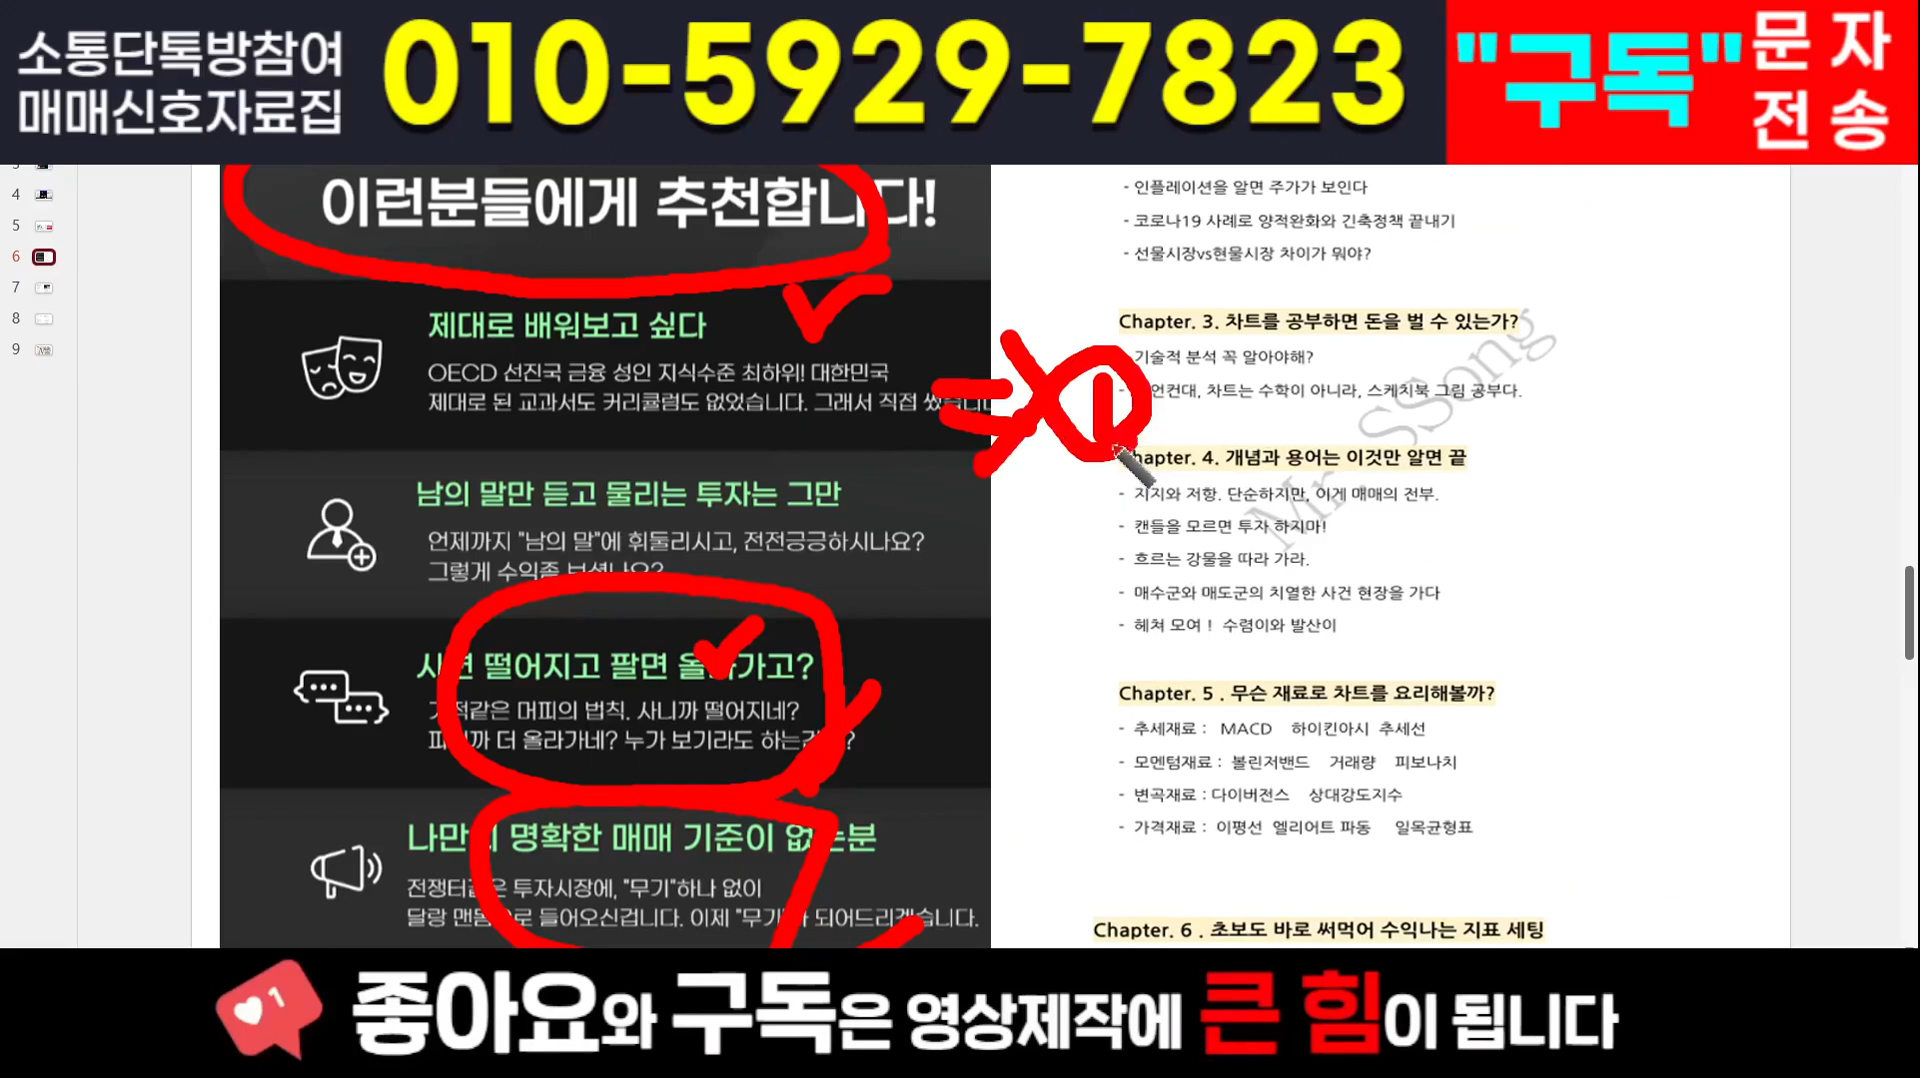 소통단톡방참여
매매신호자료집
010-5929-7823
"구독"
문자
전송
4
5
6
7
8
9
이런분들에게 추천합니다!
제대로 배워보고 싶다
OECD 선진국 금융 성인 지식수준 최하위! 대한민국
제대로 된 교과서도 커리큘럼도 없었습니다. 그래서 직접
남의 말만 듣고 물리는 투자는 그만
언제까지 "남의 말"에 휘둘리시고, 전전긍긍하시나요?
그렇게 수익좀 보셨나요?
떨어지고 팔면
머피의 법칙. 사니까 떨어지네?
더 올라가네? 누가 보기라도
명확한 매매 기준이
투자시장에, "무기"하나 없이
달랑 들어오신겁니다. 이제 되어드리겠습니다.
- 인플레이션을 알면 주가가 보인다
- 코로나19 사례로 양적완화와 긴축정책 끝내기
- 선물시장vs현물시장 차이가 뭐야?
Chapter. 3. 차트를 공부하면 돈을 벌 수 있는가?
기술적 분석 꼭 알아야해?
차트는 수학이 아니라, 스케치북 그림 공부다.
Chapter. 4. 개념과 용어는 이것만 알면 끝
- 지지와 저항. 단순하지만, 이게 매매의 전부.
- 캔들을 모르면 투자 하지마!
- 흐르는 강물을 따라 가라.
- 매수군와 매도군의 치열한 사건 현장을 가다
- 헤쳐 모여 ! 수렴이와 발산이
Chapter. 5 . 무슨 재료로 차트를 요리해볼까?
- 추세재료 : MACD 하이킨아시 추세선
- 모멘텀재료 : 볼린저밴드 거래량 피보나치
- 변곡재료 : 다이버전스 상대강도지수
- 가격재료 : 이평선 엘리어트 파동 일목균형표
Chapter. 6 . 초보도 바로 써먹어 수익나는 지표 세팅
Mr. SSong
1
좋아요와 구독은 영상제작에 큰 힘이 됩니다